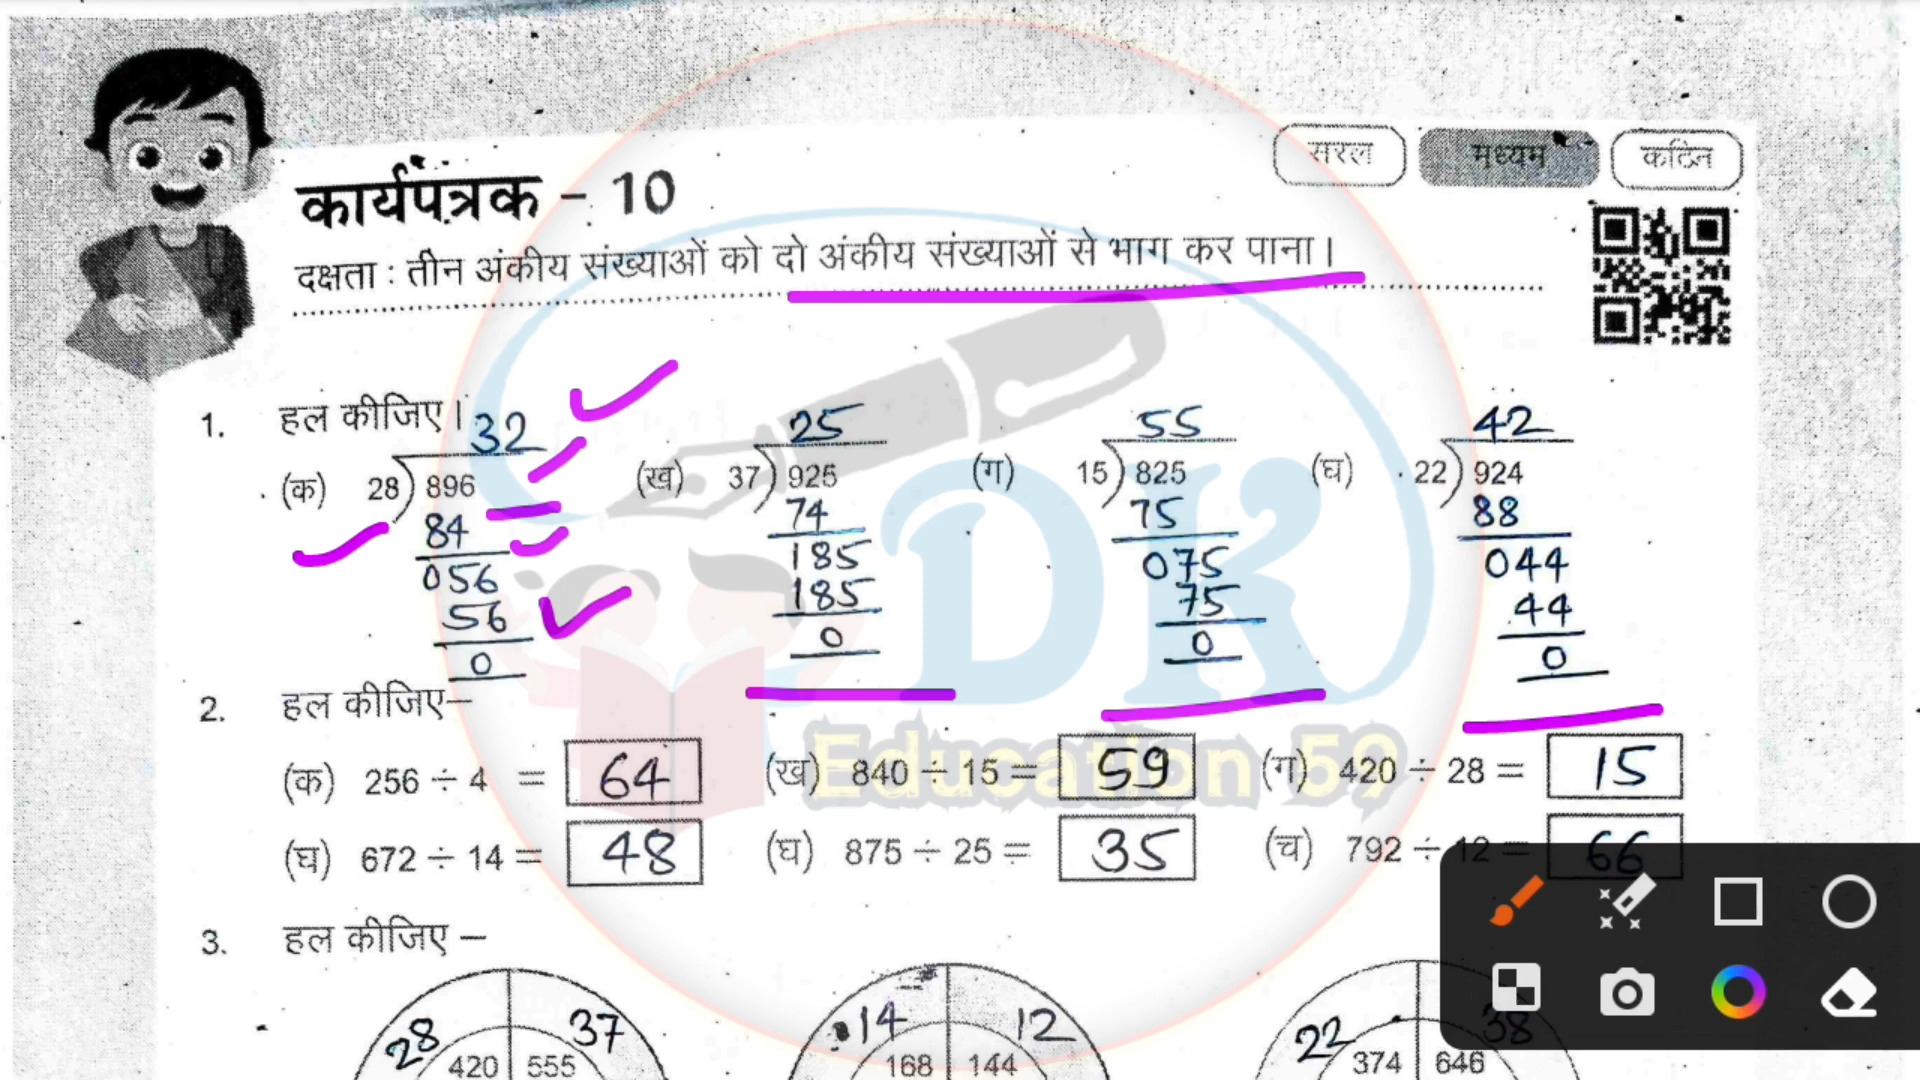 सरल मध्यम कठिन
कार्यपत्रक – 10
दक्षता : तीन अंकीय संख्याओं को दो अंकीय संख्याओं से भाग कर पाना।
1. हल कीजिए।
32 25 55 42
(क) 28 896 (ख) 37 925 (ग) 15 825 (घ) 22 924
84 74 75 88
056 185 075 044
56 185 75 44
0 0 0 0
2. हल कीजिए–
DK
Education 59
(क) 256 ÷ 4 = 64 (ख) 840 ÷ 15 = 59 (ग) 420 ÷ 28 = 15
(घ) 672 ÷ 14 = 48 (घ) 875 ÷ 25 = 35 (च) 792 ÷ 12 = 66
3. हल कीजिए –
28 37 14 12 22 38
420 555 168 144 374 646